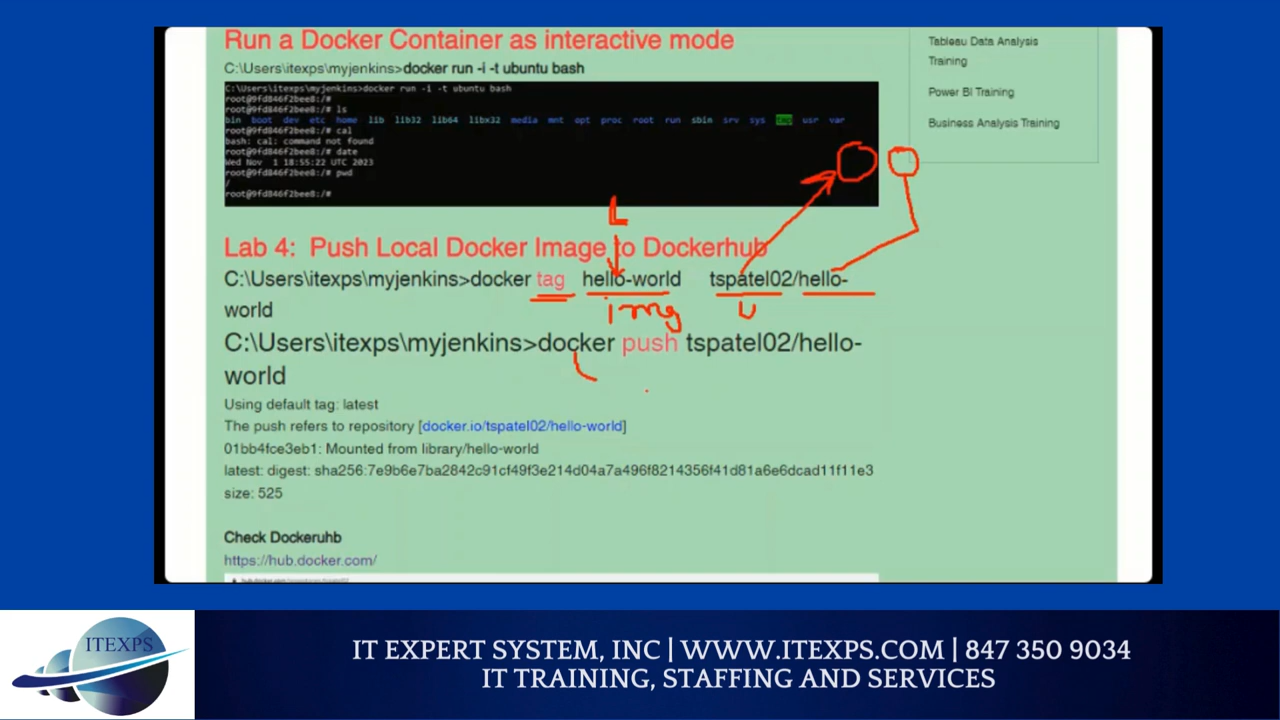 Run a Docker Container as interactive mode
C:\Users\itexps\myjenkins>docker run -i -t ubuntu bash
C:\Users\itexps\myjenkins>docker run -i -t ubuntu bash
root@9fd846f2bee8:/#
root@9fd846f2bee8:/# ls
bin boot dev etc home lib lib32 lib64 libx32 media mnt opt proc root run sbin srv sys tmp usr var
root@9fd846f2bee8:/# cal
bash: cal: command not found
root@9fd846f2bee8:/# date
Wed Nov 1 18:55:22 UTC 2023
root@9fd846f2bee8:/# pwd
/
root@9fd846f2bee8:/#
Tableau Data Analysis
Training
Power BI Training
Business Analysis Training
L
Lab 4: Push Local Docker Image to Dockerhub
C:\Users\itexps\myjenkins>docker tag hello-world tspatel02/hello-
world
img U
C:\Users\itexps\myjenkins>docker push tspatel02/hello-
world
Using default tag: latest
The push refers to repository [docker.io/tspatel02/hello-world]
01bb4fce3eb1: Mounted from library/hello-world
latest: digest: sha256:7e9b6e7ba2842c91cf49f3e214d04a7a496f8214356f41d81a6e6dcad11f11e3
size: 525
Check Dockeruhb
https://hub.docker.com/
ITEXPS
IT EXPERT SYSTEM, INC | WWW.ITEXPS.COM | 847 350 9034
IT TRAINING, STAFFING AND SERVICES